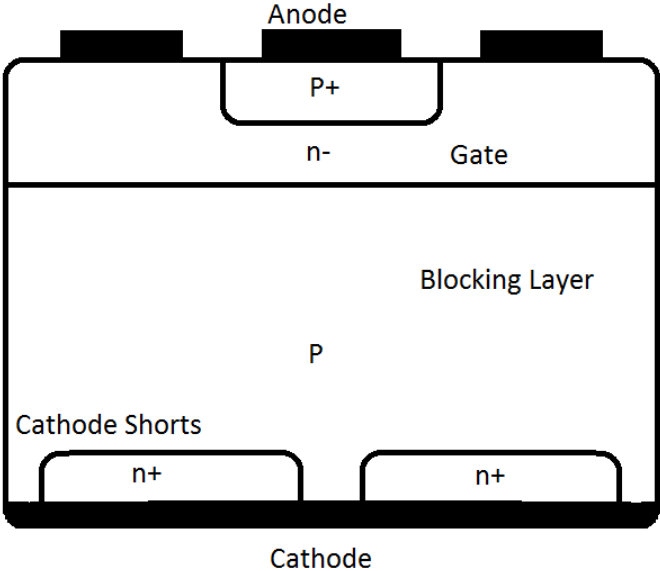 Anode
P+
n-
Gate
Blocking Layer
P
Cathode Shorts
n+
n+
Cathode